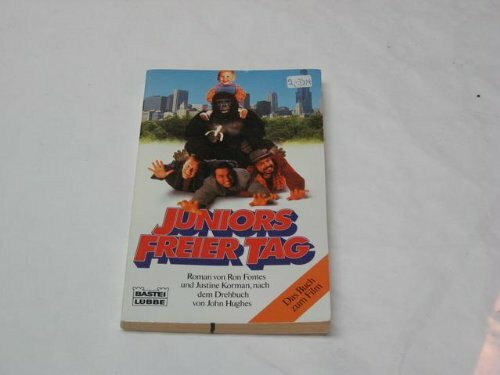 JUNIORS
FREIER TAG
Roman von Ron Fontes
und Justine Korman, nach
dem Drehbuch
von John Hughes
Das Buch
zum Film
BASTEI
LÜBBE